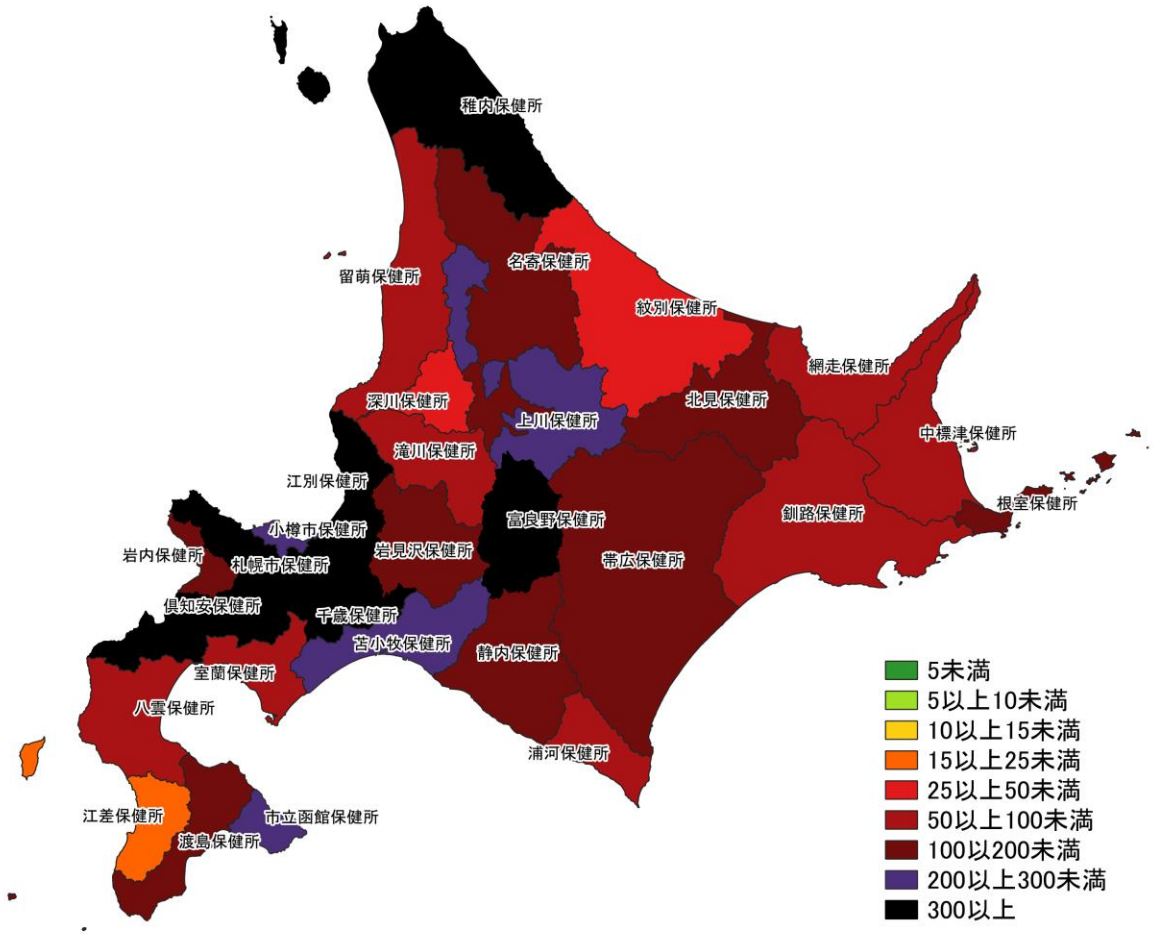 稚内保健所
名寄保健所
留萌保健所
紋別保健所
網走保健所
深川保健所
北見保健所
上川保健所
中標津保健所
滝川保健所
江別保健所
根室保健所
釧路保健所
富良野保健所
小樽市保健所
岩見沢保健所
岩内保健所
札幌市保健所
帯広保健所
倶知安保健所
千歳保健所
苫小牧保健所
静内保健所
室蘭保健所
八雲保健所
浦河保健所
江差保健所
市立函館保健所
渡島保健所
5未満
5以上10未満
10以上15未満
15以上25未満
25以上50未満
50以上100未満
100以200未満
200以上300未満
300以上